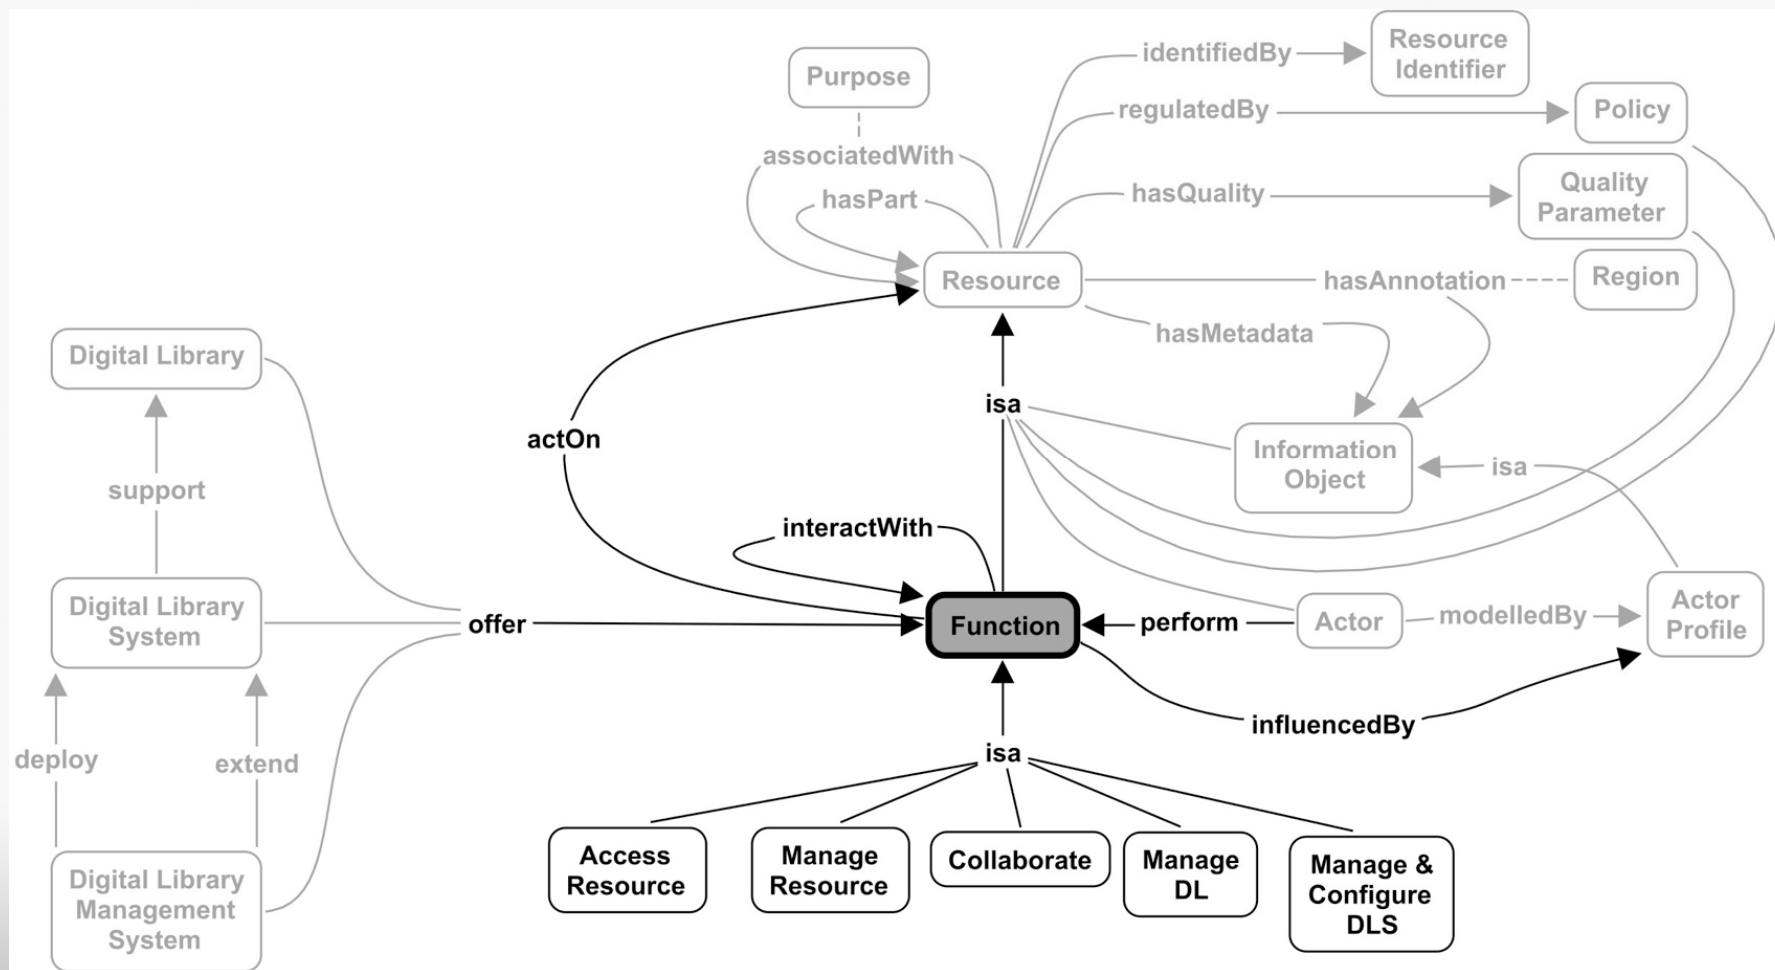 identifiedBy
Resource
Identifier
Purpose
regulatedBy
Policy
associatedWith
hasPart
hasQuality
Quality
Parameter
Resource
hasAnnotation
Region
hasMetadata
Digital Library
isa
actOn
support
Information
Object
isa
interactWith
Digital Library
System
offer
Function
perform
Actor
modelledBy
Actor
Profile
influencedBy
deploy
extend
isa
Access
Resource
Manage
Resource
Collaborate
Manage
DL
Manage &
Configure
DLS
Digital Library
Management
System